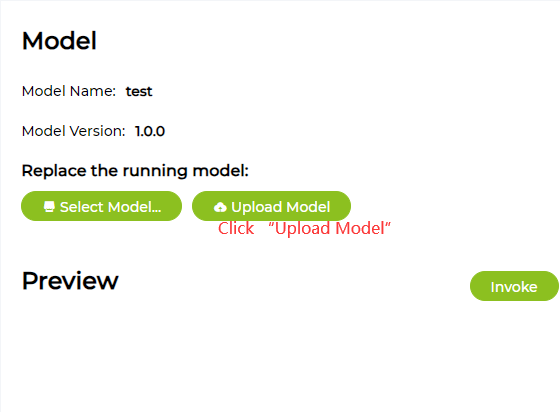 Model
Model Name: test
Model Version: 1.0.0
Replace the running model:
Select Model... Upload Model
Click “Upload Model”
Preview
Invoke